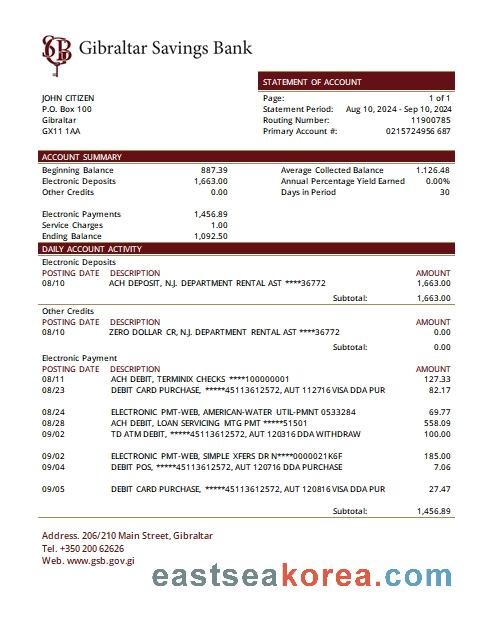 GSB Gibraltar Savings Bank
STATEMENT OF ACCOUNT
JOHN CITIZEN
P.O. Box 100
Gibraltar
GX11 1AA
Page: 1 of 1
Statement Period: Aug 10, 2024 - Sep 10, 2024
Routing Number: 11900785
Primary Account #: 0215724956 687
ACCOUNT SUMMARY
Beginning Balance 887.39
Electronic Deposits 1,663.00
Other Credits 0.00
Electronic Payments 1,456.89
Service Charges 1.00
Ending Balance 1,092.50
Average Collected Balance 1.126.48
Annual Percentage Yield Earned 0.00%
Days in Period 30
DAILY ACCOUNT ACTIVITY
Electronic Deposits
POSTING DATE DESCRIPTION AMOUNT
08/10 ACH DEPOSIT, N.J. DEPARTMENT RENTAL AST ****36772 1,663.00
Subtotal: 1,663.00
Other Credits
POSTING DATE DESCRIPTION AMOUNT
08/10 ZERO DOLLAR CR, N.J. DEPARTMENT RENTAL AST ****36772 0.00
Subtotal: 0.00
Electronic Payment
POSTING DATE DESCRIPTION AMOUNT
08/11 ACH DEBIT, TERMINIX CHECKS ****100000001 127.33
08/23 DEBIT CARD PURCHASE, *****45113612572, AUT 112716 VISA DDA PUR 82.17
08/24 ELECTRONIC PMT-WEB, AMERICAN-WATER UTIL-PMNT 0533284 69.77
08/28 ACH DEBIT, LOAN SERVICING MTG PMT *****51501 558.09
09/02 TD ATM DEBIT, *****45113612572, AUT 120316 DDA WITHDRAW 100.00
09/02 ELECTRONIC PMT-WEB, SIMPLE XFERS DR N****0000021K6F 185.00
09/04 DEBIT POS, *****45113612572, AUT 120716 DDA PURCHASE 7.06
09/05 DEBIT CARD PURCHASE, *****45113612572, AUT 120816 VISA DDA PUR 27.47
Subtotal: 1,456.89
Address. 206/210 Main Street, Gibraltar
Tel. +350 200 62626
Web. www.gsb.gov.gi
eastseakorea.com